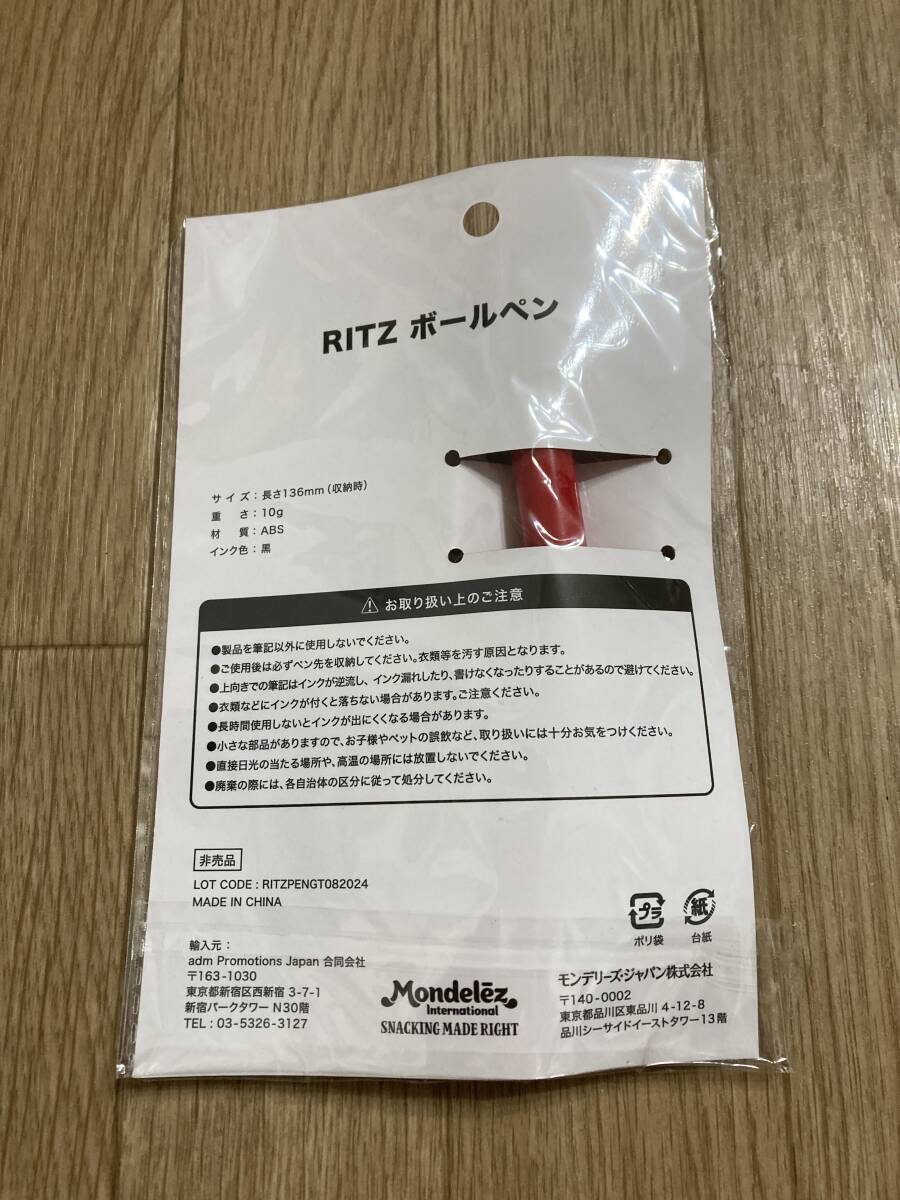 RITZ ボールペン
サイズ：長さ136mm（収納時）
重　さ：10g
材　質：ABS
インク色：黒
お取り扱い上のご注意
●製品を筆記以外に使用しないでください。
●ご使用後は必ずペン先を収納してください。衣類等を汚す原因となります。
●上向きでの筆記はインクが逆流し、インク漏れしたり、書けなくなったりすることがあるので避けてください。
●衣類などにインクが付くと落ちない場合があります。ご注意ください。
●長時間使用しないとインクが出にくくなる場合があります。
●小さな部品がありますので、お子様やペットの誤飲など、取り扱いには十分お気をつけください。
●直接日光の当たる場所や、高温の場所には放置しないでください。
●廃棄の際には、各自治体の区分に従って処分してください。
非売品
LOT CODE : RITZPENGT082024
MADE IN CHINA
プラ
ポリ袋
紙
台紙
輸入元：
adm Promotions Japan 合同会社
〒163-1030
東京都新宿区西新宿 3-7-1
新宿パークタワー N30階
TEL : 03-5326-3127
Mondelēz
International
SNACKING MADE RIGHT
モンデリーズ・ジャパン株式会社
〒140-0002
東京都品川区東品川 4-12-8
品川シーサイドイーストタワー13階